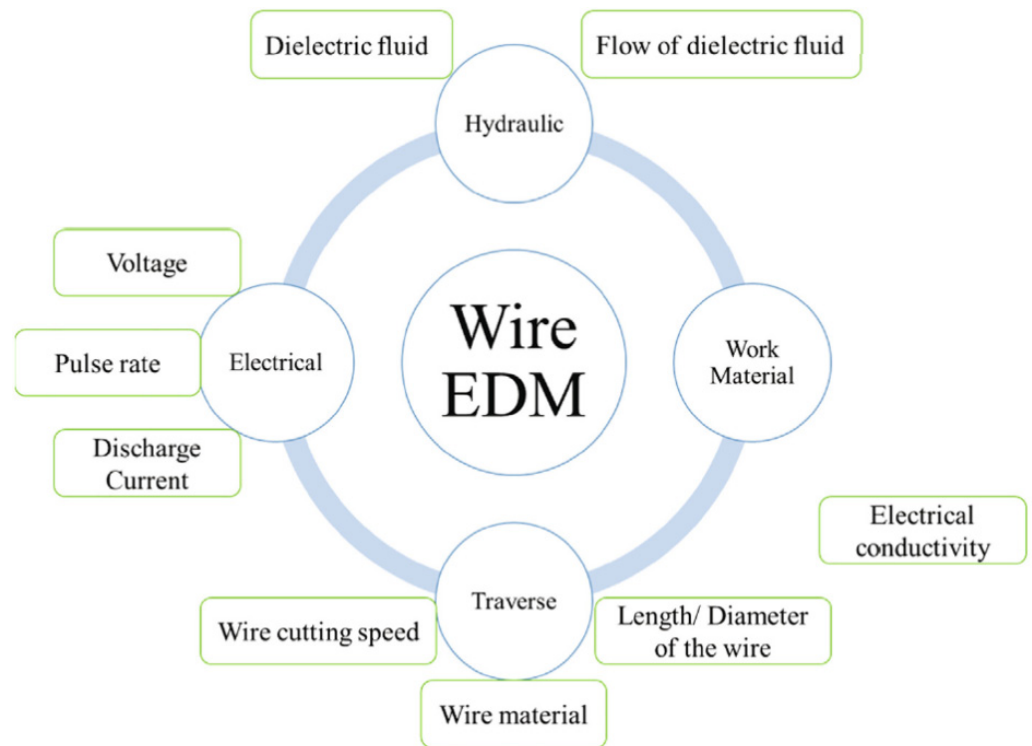 Dielectric fluid
Flow of dielectric fluid
Hydraulic
Voltage
Pulse rate
Electrical
Discharge
Current
Wire
EDM
Work
Material
Electrical
conductivity
Traverse
Wire cutting speed
Length/ Diameter
of the wire
Wire material